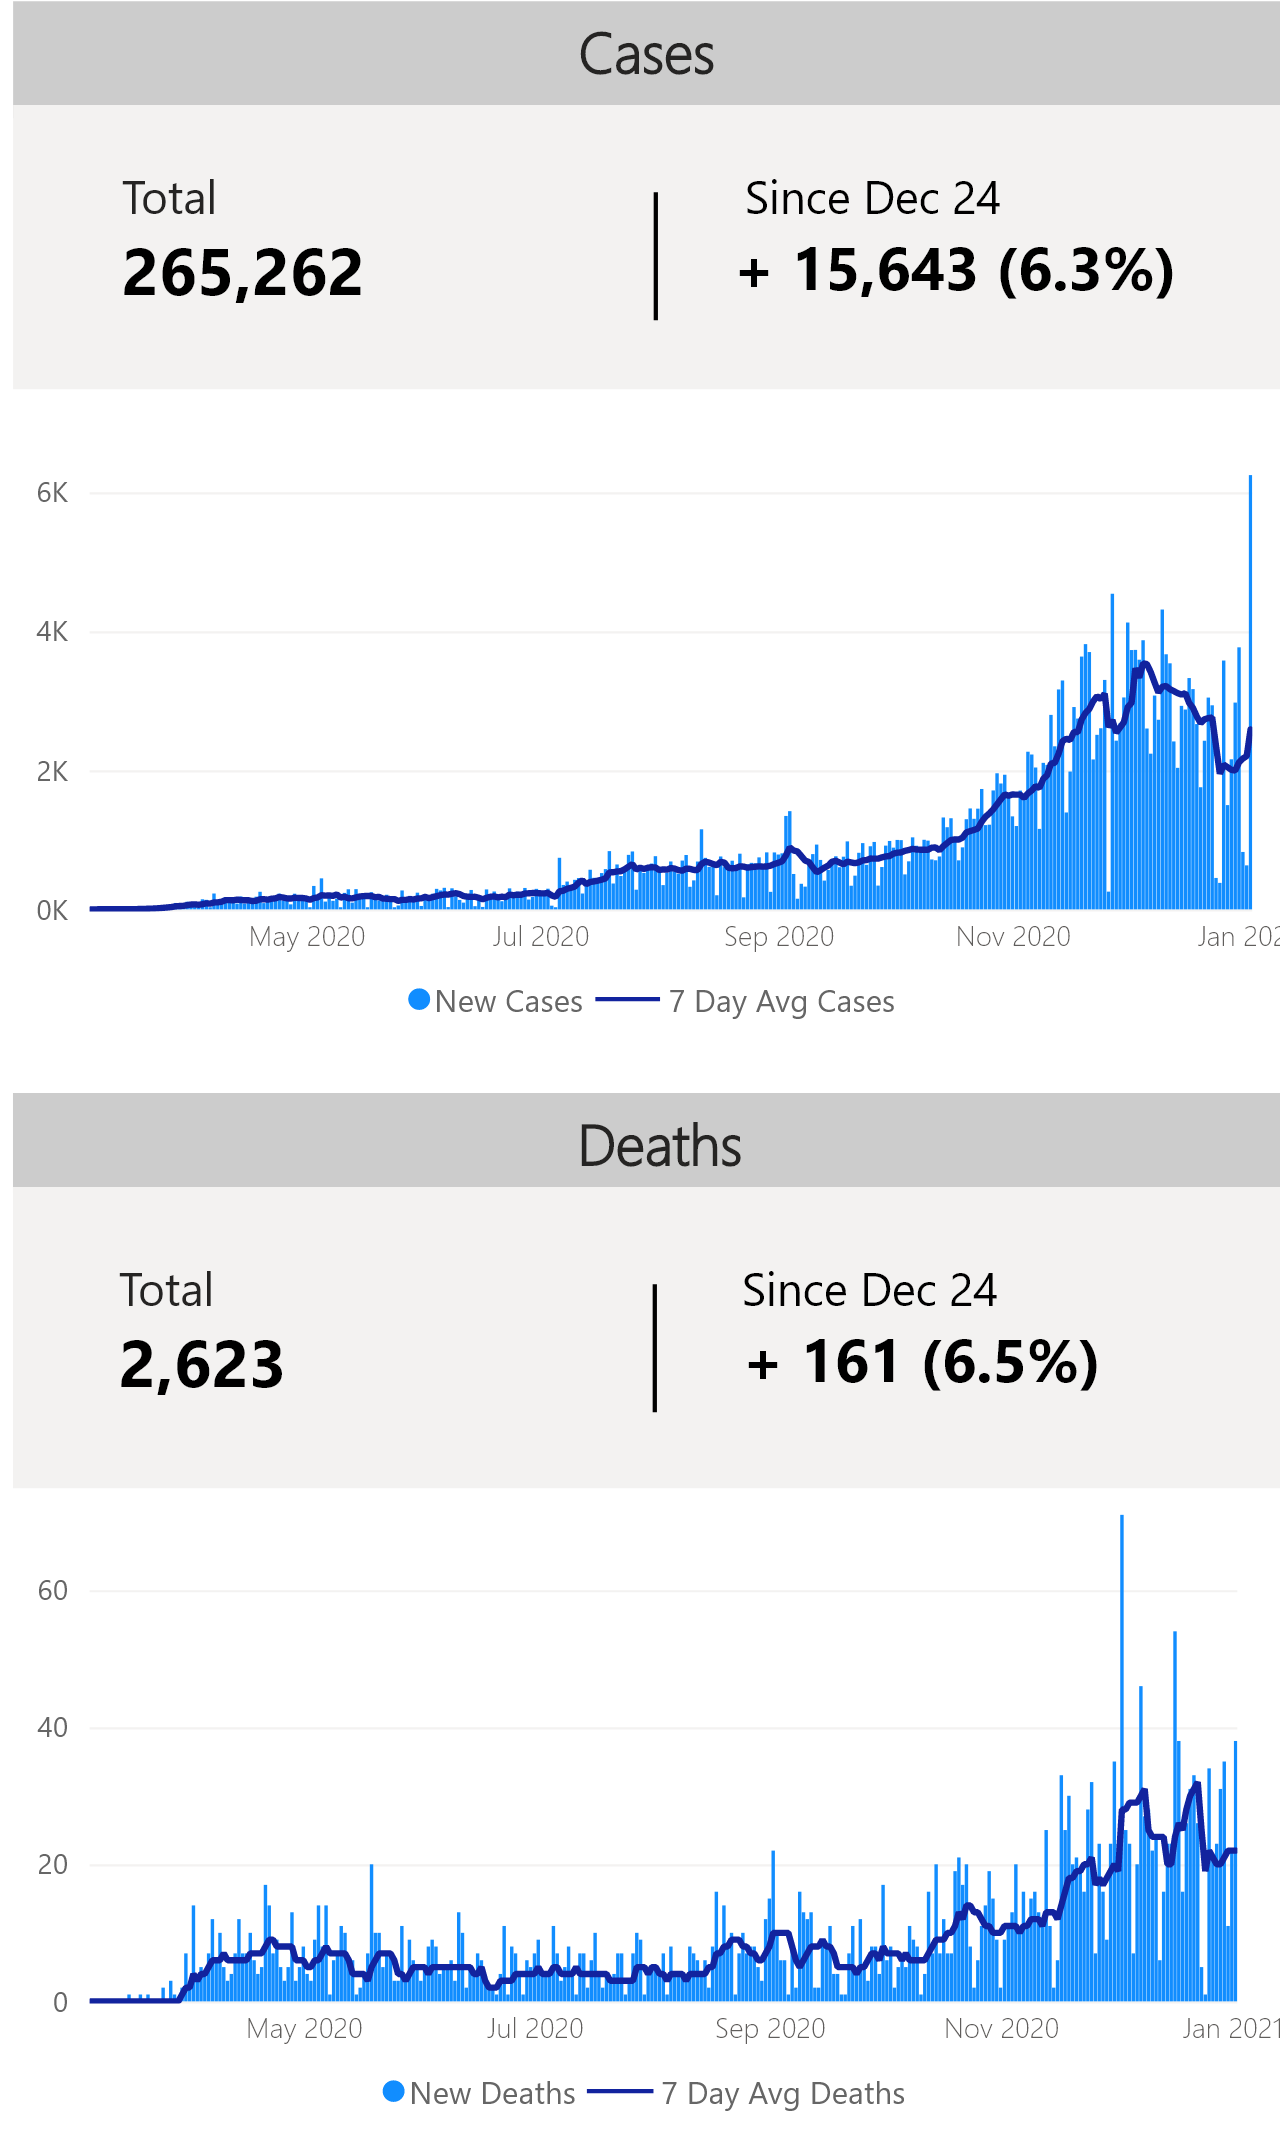 Cases
Total
Since Dec 24
265,262
+ 15,643 (6.3%)
6K
4K
2K
0K
May 2020
Jul 2020
Sep 2020
Nov 2020
Jan 202
New Cases
7 Day Avg Cases
Deaths
Total
Since Dec 24
2,623
+ 161 (6.5%)
60
40
20
0
May 2020
Jul 2020
Sep 2020
Nov 2020
Jan 2021
New Deaths
7 Day Avg Deaths